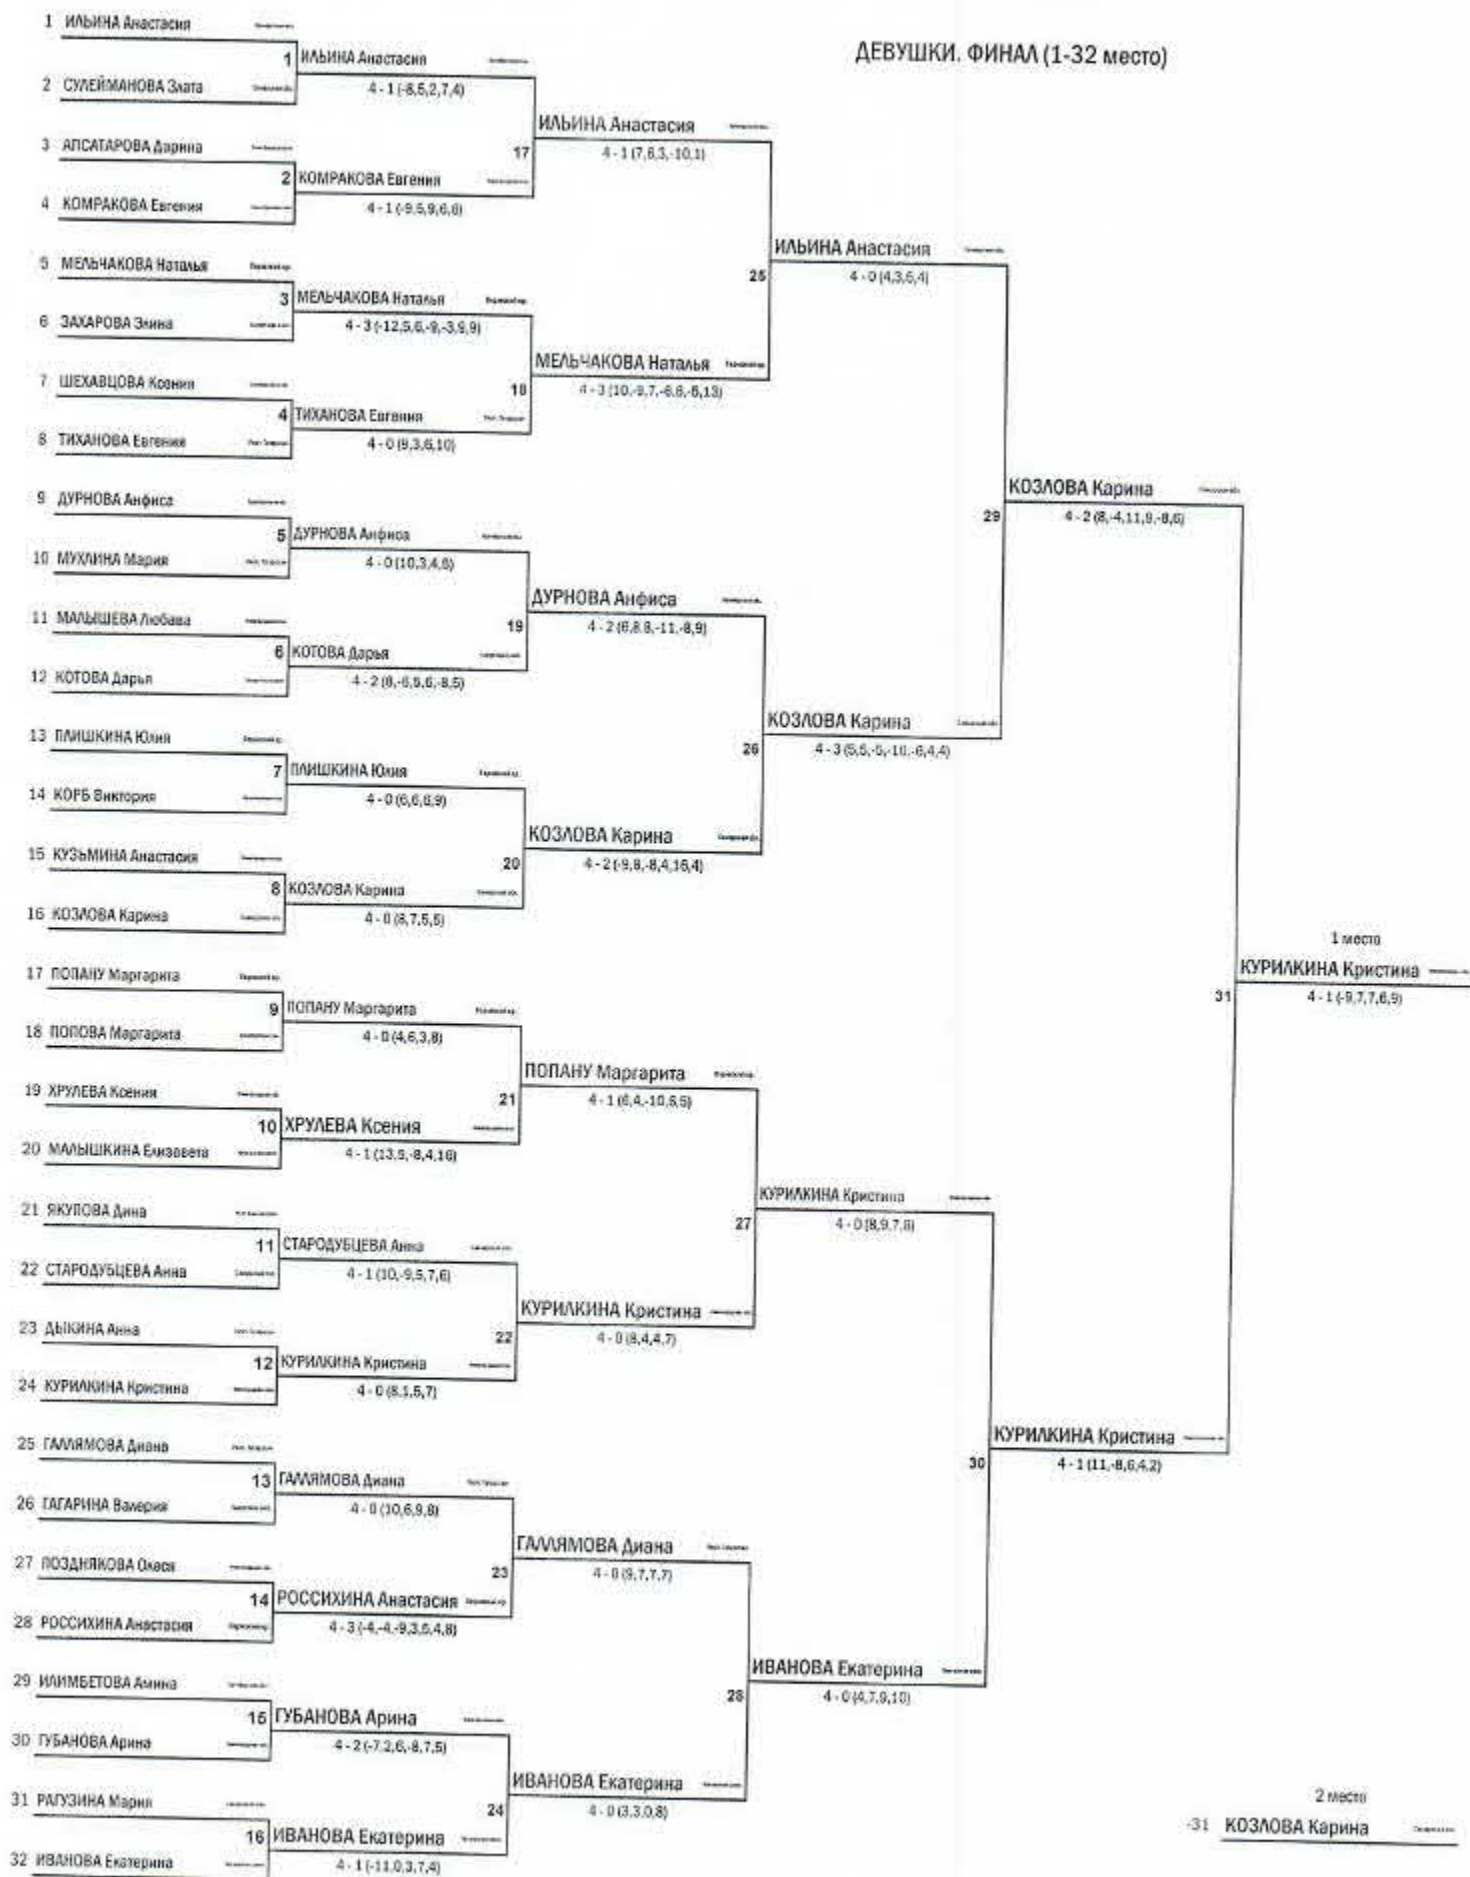 ДЕВУШКИ. ФИНАЛ (1-32 место)
1 ИЛЬИНА Анастасия
1 ИЛЬИНА Анастасия
2 СУЛЕЙМАНОВА Злата
4 - 1 (-8,5,2,7,4)
ИЛЬИНА Анастасия
3 АПСАТАРОВА Дарина
17
4 - 1 (7,6,3,-10,1)
2 КОМРАКОВА Евгения
4 КОМРАКОВА Евгения
4 - 1 (-9,5,9,6,6)
ИЛЬИНА Анастасия
5 МЕЛЬЧАКОВА Наталья
25
4 - 0 (4,3,5,4)
3 МЕЛЬЧАКОВА Наталья
6 ЗАХАРОВА Элина
4 - 3 (-12,5,6,-9,-3,9,9)
МЕЛЬЧАКОВА Наталья
7 ШЕХАВЦОВА Ксения
18
4 - 3 (10,-9,7,-6,6,-5,13)
4 ТИХАНОВА Евгения
8 ТИХАНОВА Евгения
4 - 0 (9,3,6,10)
КОЗЛОВА Карина
9 ДУРНОВА Анфиса
29
4 - 2 (8,-4,11,9,-8,6)
5 ДУРНОВА Анфиса
10 МУХЛИНА Мария
4 - 0 (10,3,4,6)
ДУРНОВА Анфиса
11 МАЛЫШЕВА Любава
19
4 - 2 (6,8,8,-11,-8,9)
6 КОТОВА Дарья
12 КОТОВА Дарья
4 - 2 (8,-6,5,6,-8,5)
КОЗЛОВА Карина
13 ПЛИШКИНА Юлия
26
4 - 3 (5,5,-5,-10,-6,4,4)
7 ПЛИШКИНА Юлия
14 КОРБ Виктория
4 - 0 (6,6,6,9)
КОЗЛОВА Карина
15 КУЗЬМИНА Анастасия
20
4 - 2 (-9,8,-8,4,16,4)
8 КОЗЛОВА Карина
16 КОЗЛОВА Карина
4 - 0 (8,7,5,5)
1 место
КУРИЛКИНА Кристина
17 ПОПАНУ Маргарита
31
4 - 1 (-9,7,7,6,9)
9 ПОПАНУ Маргарита
18 ПОПОВА Маргарита
4 - 0 (4,6,3,8)
ПОПАНУ Маргарита
19 ХРУЛЕВА Ксения
21
4 - 1 (6,4,-10,6,5)
10 ХРУЛЕВА Ксения
20 МАЛЫШКИНА Елизавета
4 - 1 (13,5,-8,4,16)
КУРИЛКИНА Кристина
21 ЯКУПОВА Дина
27
4 - 0 (8,9,7,8)
11 СТАРОДУБЦЕВА Анна
22 СТАРОДУБЦЕВА Анна
4 - 1 (10,-9,5,7,6)
КУРИЛКИНА Кристина
23 ДЫКИНА Анна
22
4 - 0 (8,4,4,7)
12 КУРИЛКИНА Кристина
24 КУРИЛКИНА Кристина
4 - 0 (8,1,5,7)
КУРИЛКИНА Кристина
25 ГАЛЛЯМОВА Диана
30
4 - 1 (11,-8,6,4,2)
13 ГАЛЛЯМОВА Диана
26 ГАГАРИНА Валерия
4 - 0 (10,6,9,8)
ГАЛЛЯМОВА Диана
27 ПОЗДНЯКОВА Олеся
23
4 - 0 (9,7,7,7)
14 РОССИХИНА Анастасия
28 РОССИХИНА Анастасия
4 - 3 (-4,-4,-9,3,5,4,8)
ИВАНОВА Екатерина
29 ИЛИМБЕТОВА Амина
28
4 - 0 (4,7,9,10)
15 ГУБАНОВА Арина
30 ГУБАНОВА Арина
4 - 2 (-7,2,6,-8,7,5)
ИВАНОВА Екатерина
31 РАГУЗИНА Мария
24
4 - 0 (3,3,0,8)
16 ИВАНОВА Екатерина
32 ИВАНОВА Екатерина
4 - 1 (-11,0,3,7,4)
2 место
-31 КОЗЛОВА Карина